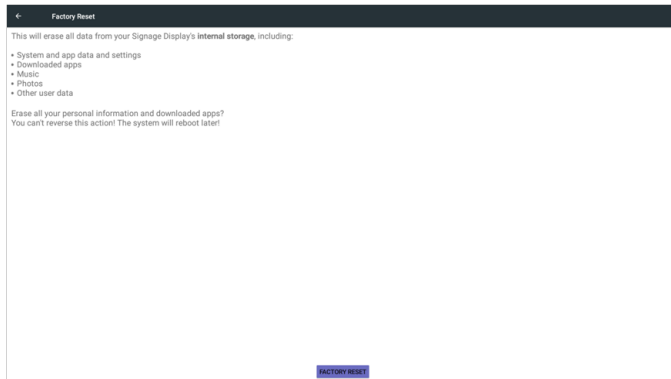 Factory Reset
This will erase all data from your Signage Display's internal storage, including:
• System and app data and settings
• Downloaded apps
• Music
• Photos
• Other user data
Erase all your personal information and downloaded apps?
You can't reverse this action! The system will reboot later!
FACTORY RESET